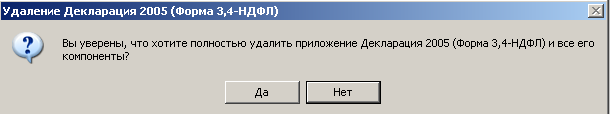 Удаление Декларация 2005 (Форма 3,4-НДФЛ)
Вы уверены, что хотите полностью удалить приложение Декларация 2005 (Форма 3,4-НДФЛ) и все его
компоненты?
Да Нет